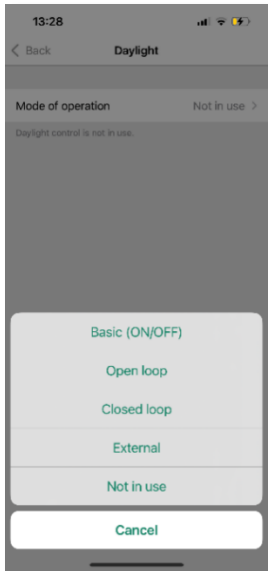 13:28
Back Daylight
Mode of operation Not in use
Daylight control is not in use.
Basic (ON/OFF)
Open loop
Closed loop
External
Not in use
Cancel